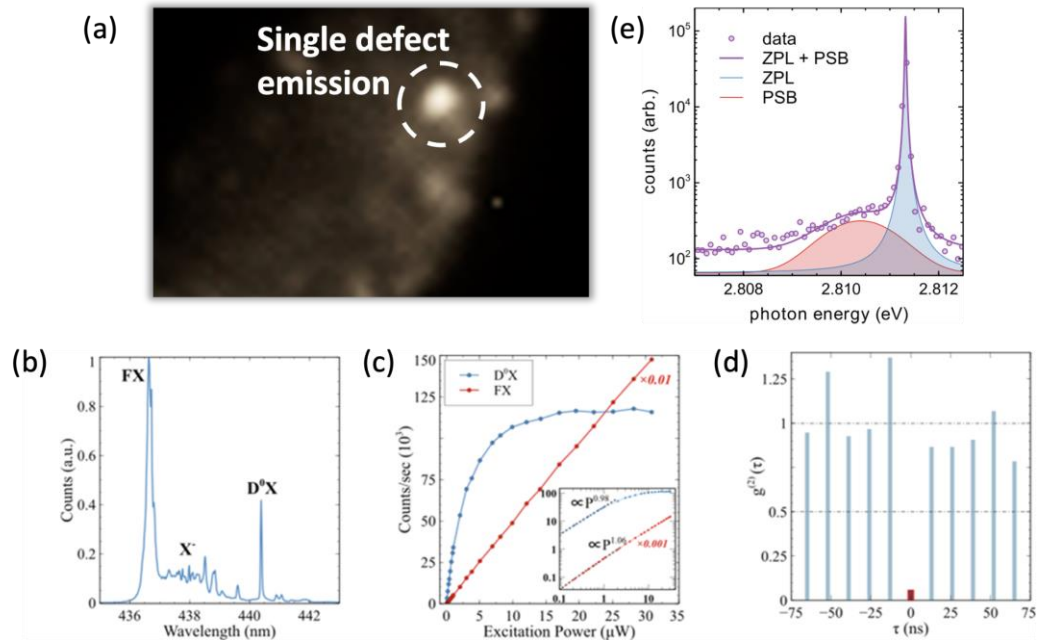 (a)
Single defect
emission
(e)
counts (arb.)
10⁵
10⁴
10³
10²
data
ZPL + PSB
ZPL
PSB
2.808
2.810
2.812
photon energy (eV)
(b)
Counts (a.u.)
1
0.8
0.6
0.4
0.2
0
FX
X⁻
D⁰X
436
438
440
442
Wavelength (nm)
(c)
Counts/sec (10³)
150
125
75
50
25
0
D⁰X
FX
×0.01
100
10
1
0.1
∝P^0.98
∝P^1.06
×0.001
0.1
1
10
0
5
10
15
20
25
30
35
Excitation Power (µW)
(d)
g⁽²⁾(τ)
1.25
1
0.75
0.5
0.25
0
−75
−50
−25
0
25
50
75
τ (ns)